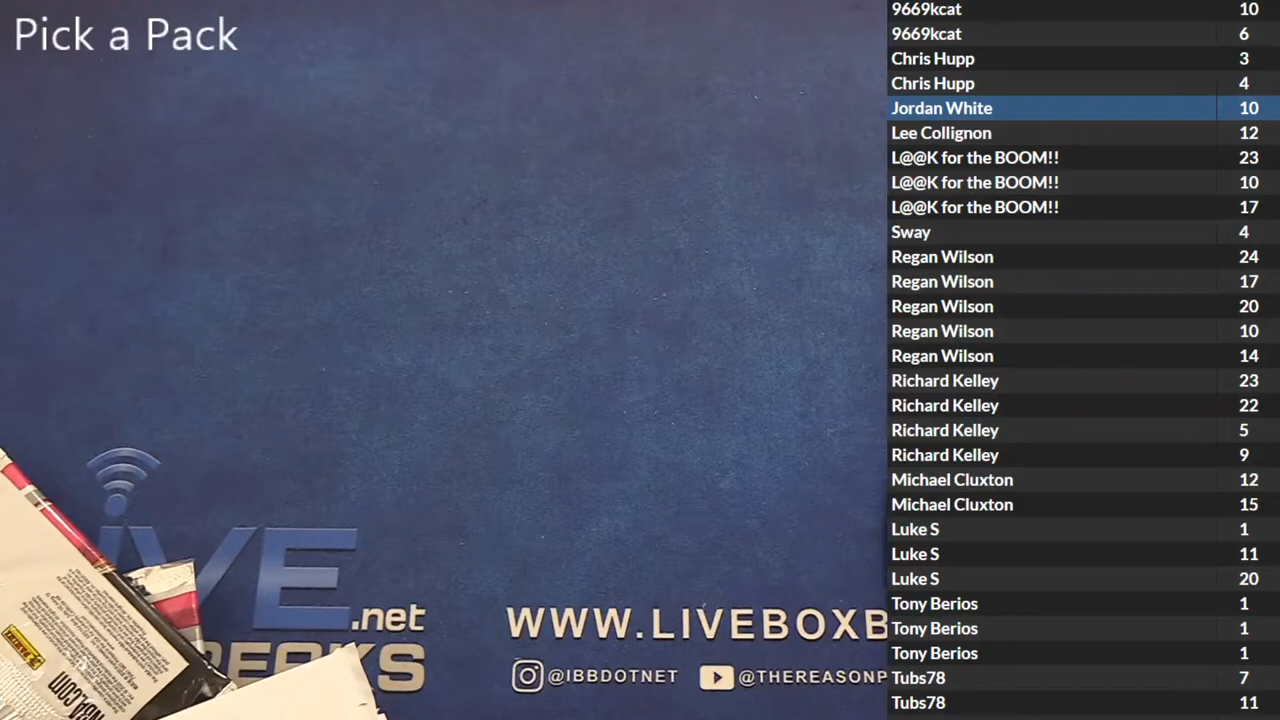 Pick a Pack
9669kcat 10
9669kcat 6
Chris Hupp 3
Chris Hupp 4
Jordan White 10
Lee Collignon 12
L@@K for the BOOM!! 23
L@@K for the BOOM!! 10
L@@K for the BOOM!! 17
Sway 4
Regan Wilson 24
Regan Wilson 17
Regan Wilson 20
Regan Wilson 10
Regan Wilson 14
Richard Kelley 23
Richard Kelley 22
Richard Kelley 5
Richard Kelley 9
Michael Cluxton 12
Michael Cluxton 15
Luke S 1
Luke S 11
Luke S 20
Tony Berios 1
Tony Berios 1
Tony Berios 1
Tubs78 7
Tubs78 11
iVE
.net
WWW.LIVEBOXB
@IBBDOTNET
@THEREASONP
NBA.COM